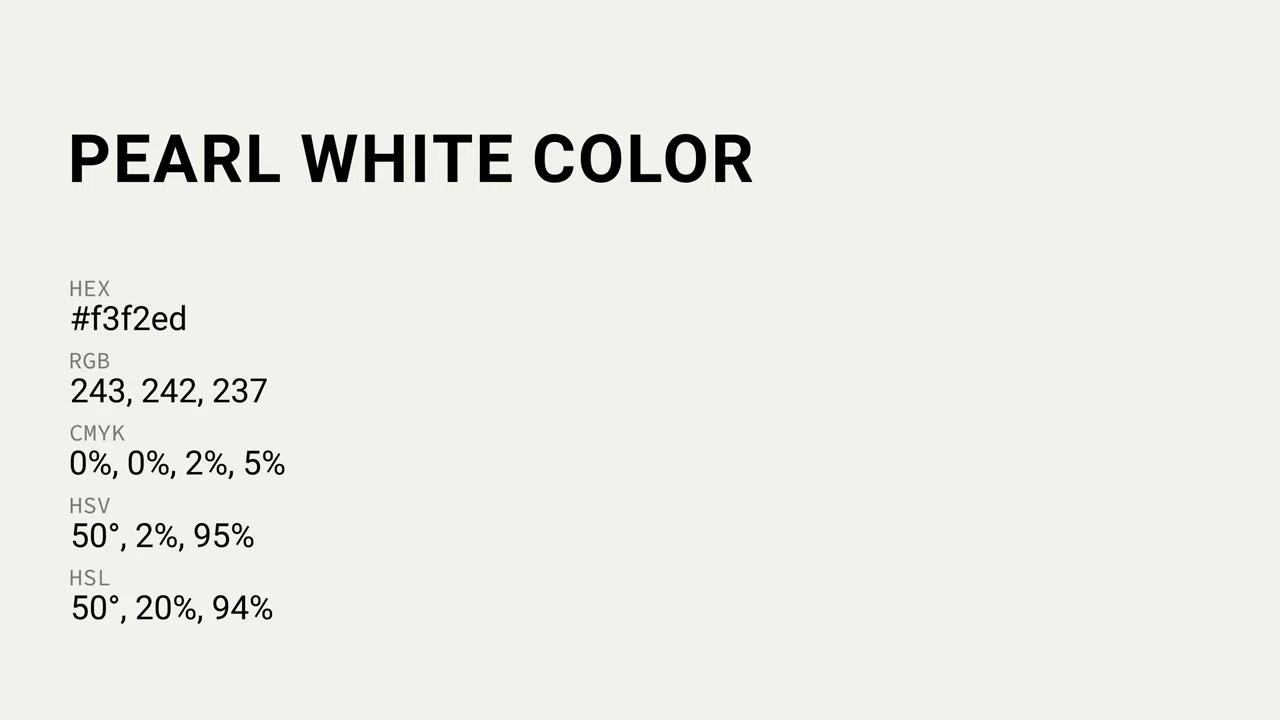 PEARL WHITE COLOR
HEX
#f3f2ed
RGB
243, 242, 237
CMYK
0%, 0%, 2%, 5%
HSV
50°, 2%, 95%
HSL
50°, 20%, 94%